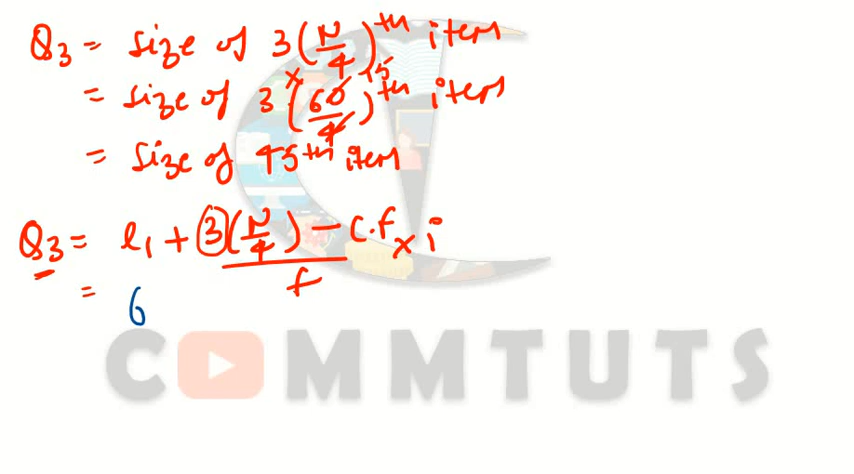 Q3 = size of 3(N/4)th item
= size of 3 × (60/4)th item 15
= size of 45th item
Q3 = l1 + 3(N/4) - c.f / f × i
= 6
COMMTUTS